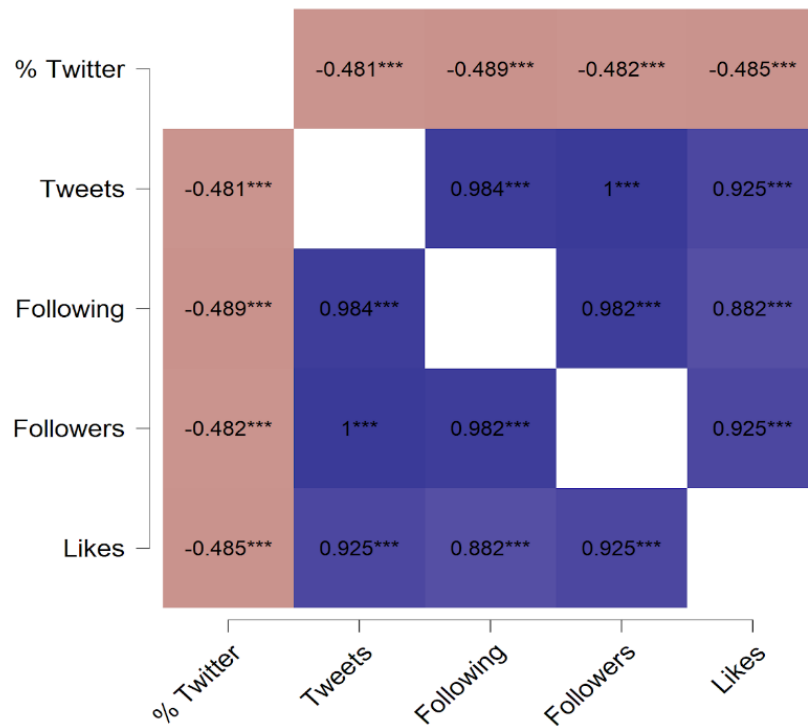 % Twitter -0.481*** -0.489*** -0.482*** -0.485***
Tweets -0.481*** 0.984*** 1*** 0.925***
Following -0.489*** 0.984*** 0.982*** 0.882***
Followers -0.482*** 1*** 0.982*** 0.925***
Likes -0.485*** 0.925*** 0.882*** 0.925***
% Twitter Tweets Following Followers Likes